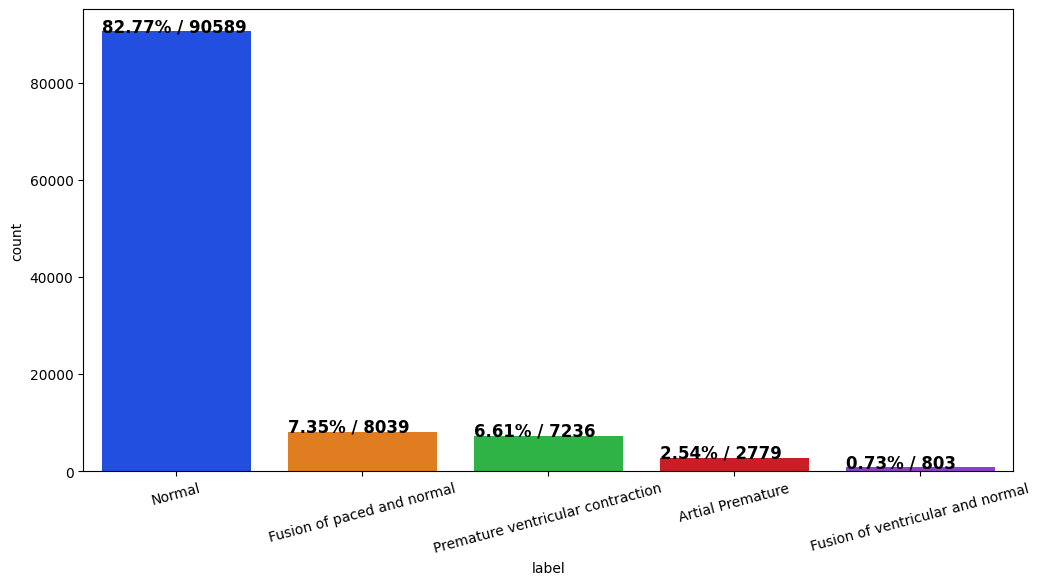 82.77% / 90589
7.35% / 8039
6.61% / 7236
2.54% / 2779
0.73% / 803
count
80000
60000
40000
20000
0
Normal
Fusion of paced and normal
Premature ventricular contraction
Artial Premature
Fusion of ventricular and normal
label